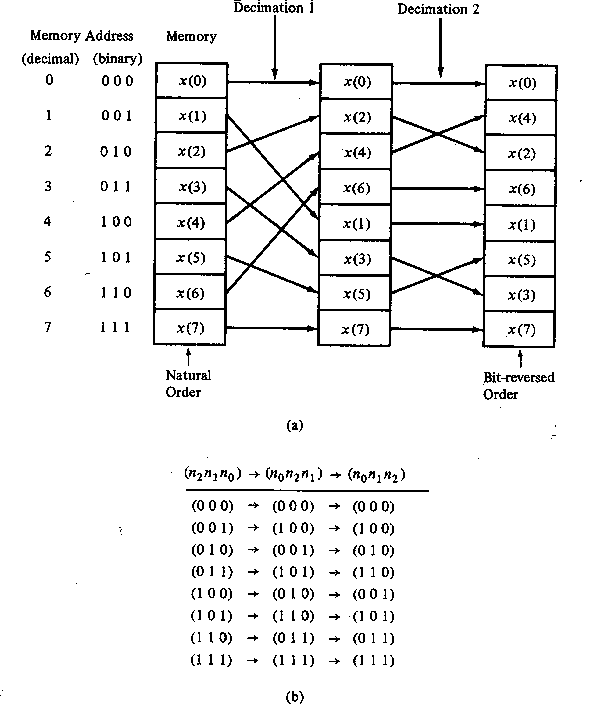 Decimation 1 Decimation 2
Memory Address Memory
(decimal) (binary)
0 0 0 0 x(0) x(0) x(0)
1 0 0 1 x(1) x(2) x(4)
2 0 1 0 x(2) x(4) x(2)
3 0 1 1 x(3) x(6) x(6)
4 1 0 0 x(4) x(1) x(1)
5 1 0 1 x(5) x(3) x(5)
6 1 1 0 x(6) x(5) x(3)
7 1 1 1 x(7) x(7) x(7)
Natural Bit-reversed
Order Order
(a)
(n₂n₁n₀) → (n₀n₂n₁) → (n₀n₁n₂)
(0 0 0) → (0 0 0) → (0 0 0)
(0 0 1) → (1 0 0) → (1 0 0)
(0 1 0) → (0 0 1) → (0 1 0)
(0 1 1) → (1 0 1) → (1 1 0)
(1 0 0) → (0 1 0) → (0 0 1)
(1 0 1) → (1 1 0) → (1 0 1)
(1 1 0) → (0 1 1) → (0 1 1)
(1 1 1) → (1 1 1) → (1 1 1)
(b)